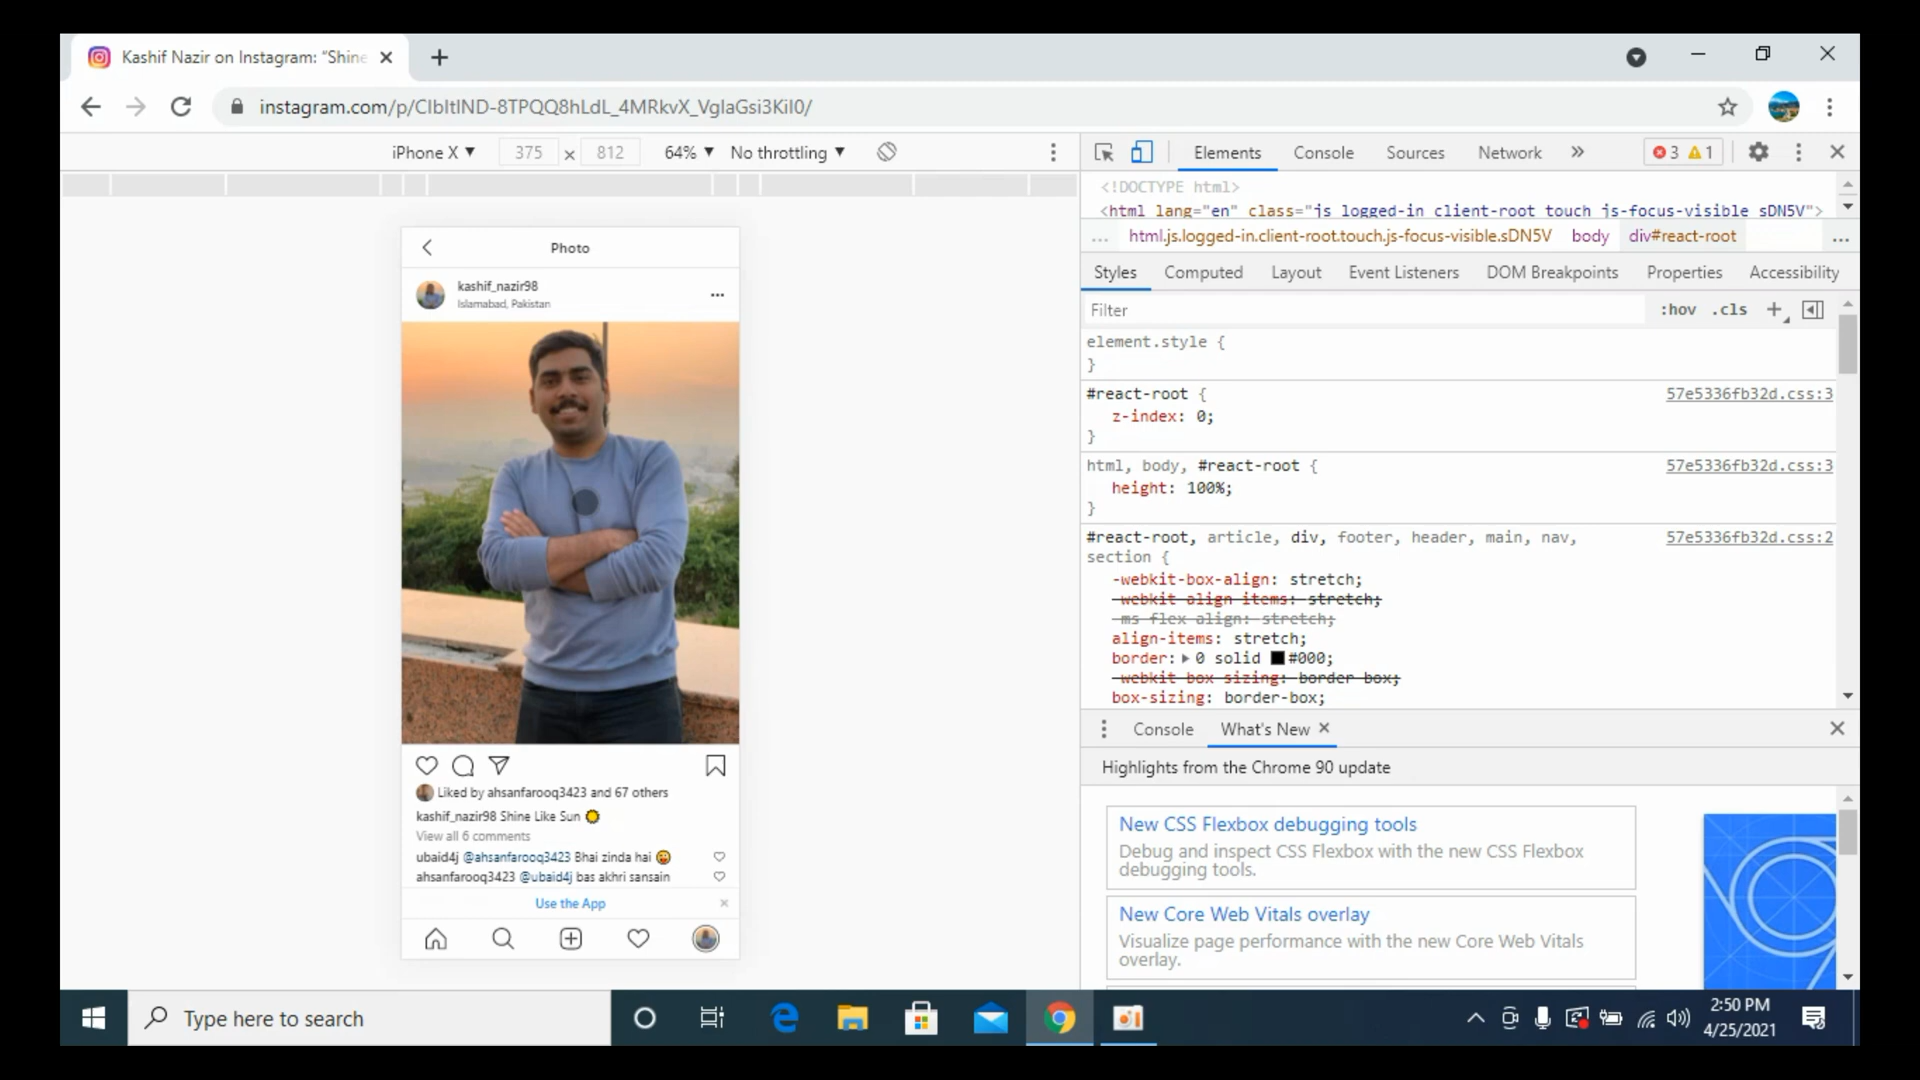 Kashif Nazir on Instagram: “Shine
instagram.com/p/CIbItIND-8TPQQ8hLdL_4MRkvX_VglaGsi3KiI0/
iPhone X 375 × 812 64% No throttling
Elements Console Sources Network » 3 1
<!DOCTYPE html>
<html lang="en" class="js logged-in client-root touch js-focus-visible sDN5V">
... html.js.logged-in.client-root.touch.js-focus-visible.sDN5V body div#react-root ...
Styles Computed Layout Event Listeners DOM Breakpoints Properties Accessibility
Filter :hov .cls +
element.style {
}
#react-root { 57e5336fb32d.css:3
z-index: 0;
}
html, body, #react-root { 57e5336fb32d.css:3
height: 100%;
}
#react-root, article, div, footer, header, main, nav, 57e5336fb32d.css:2
section {
-webkit-box-align: stretch;
-webkit-align-items: stretch;
-ms-flex-align: stretch;
align-items: stretch;
border: 0 solid #000;
-webkit-box-sizing: border-box;
box-sizing: border-box;
Console What's New
Highlights from the Chrome 90 update
New CSS Flexbox debugging tools
Debug and inspect CSS Flexbox with the new CSS Flexbox
debugging tools.
New Core Web Vitals overlay
Visualize page performance with the new Core Web Vitals
overlay.
Photo
kashif_nazir98
Islamabad, Pakistan
Liked by ahsanfarooq3423 and 67 others
kashif_nazir98 Shine Like Sun 🌞
View all 6 comments
ubaid4j @ahsanfarooq3423 Bhai zinda hai 😜
ahsanfarooq3423 @ubaid4j bas akhri sansain
Use the App
Type here to search
2:50 PM
4/25/2021